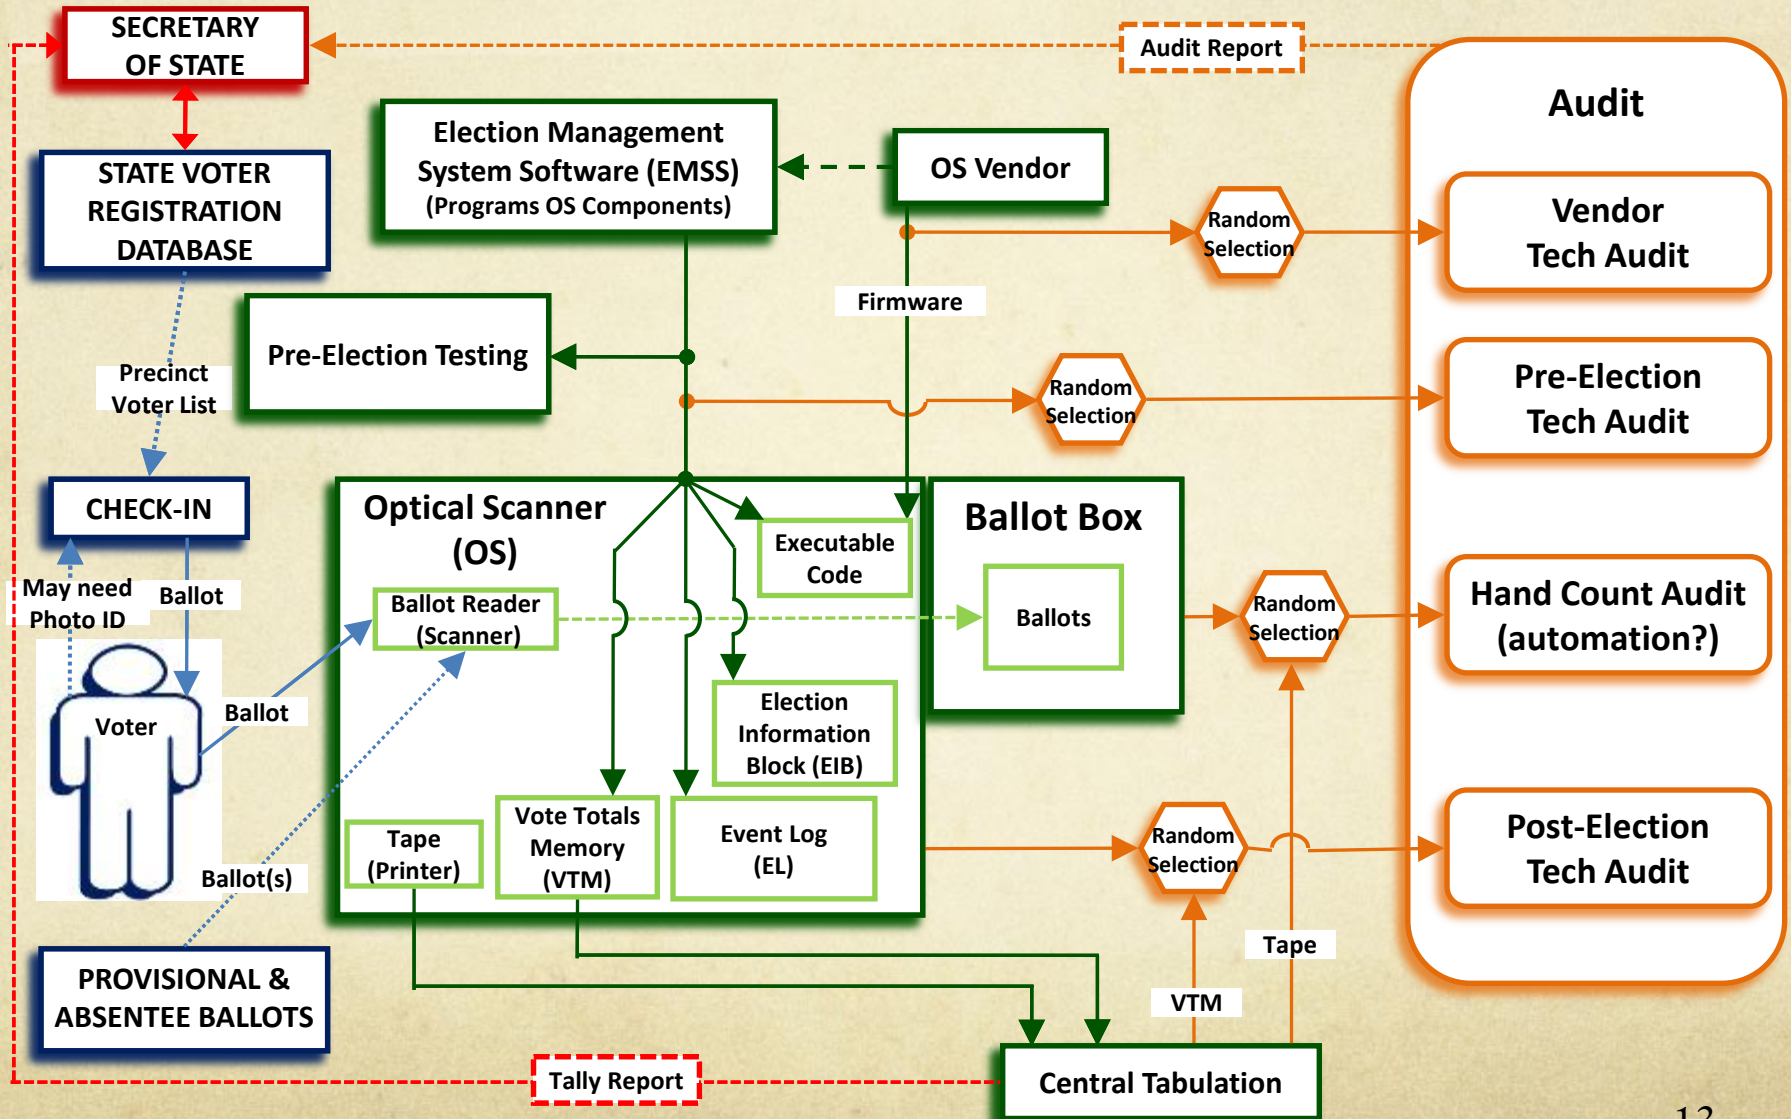 SECRETARY
OF STATE
Audit Report
Audit
Election Management
System Software (EMSS)
(Programs OS Components)
OS Vendor
STATE VOTER
REGISTRATION
DATABASE
Random
Selection
Vendor
Tech Audit
Firmware
Pre-Election Testing
Precinct
Voter List
Random
Selection
Pre-Election
Tech Audit
CHECK-IN
Optical Scanner
(OS)
Executable
Code
Ballot Box
May need
Photo ID
Ballot
Ballot Reader
(Scanner)
Ballots
Random
Selection
Hand Count Audit
(automation?)
Voter
Ballot
Election
Information
Block (EIB)
Tape
(Printer)
Vote Totals
Memory
(VTM)
Event Log
(EL)
Random
Selection
Post-Election
Tech Audit
Ballot(s)
Tape
PROVISIONAL &
ABSENTEE BALLOTS
VTM
Tally Report
Central Tabulation